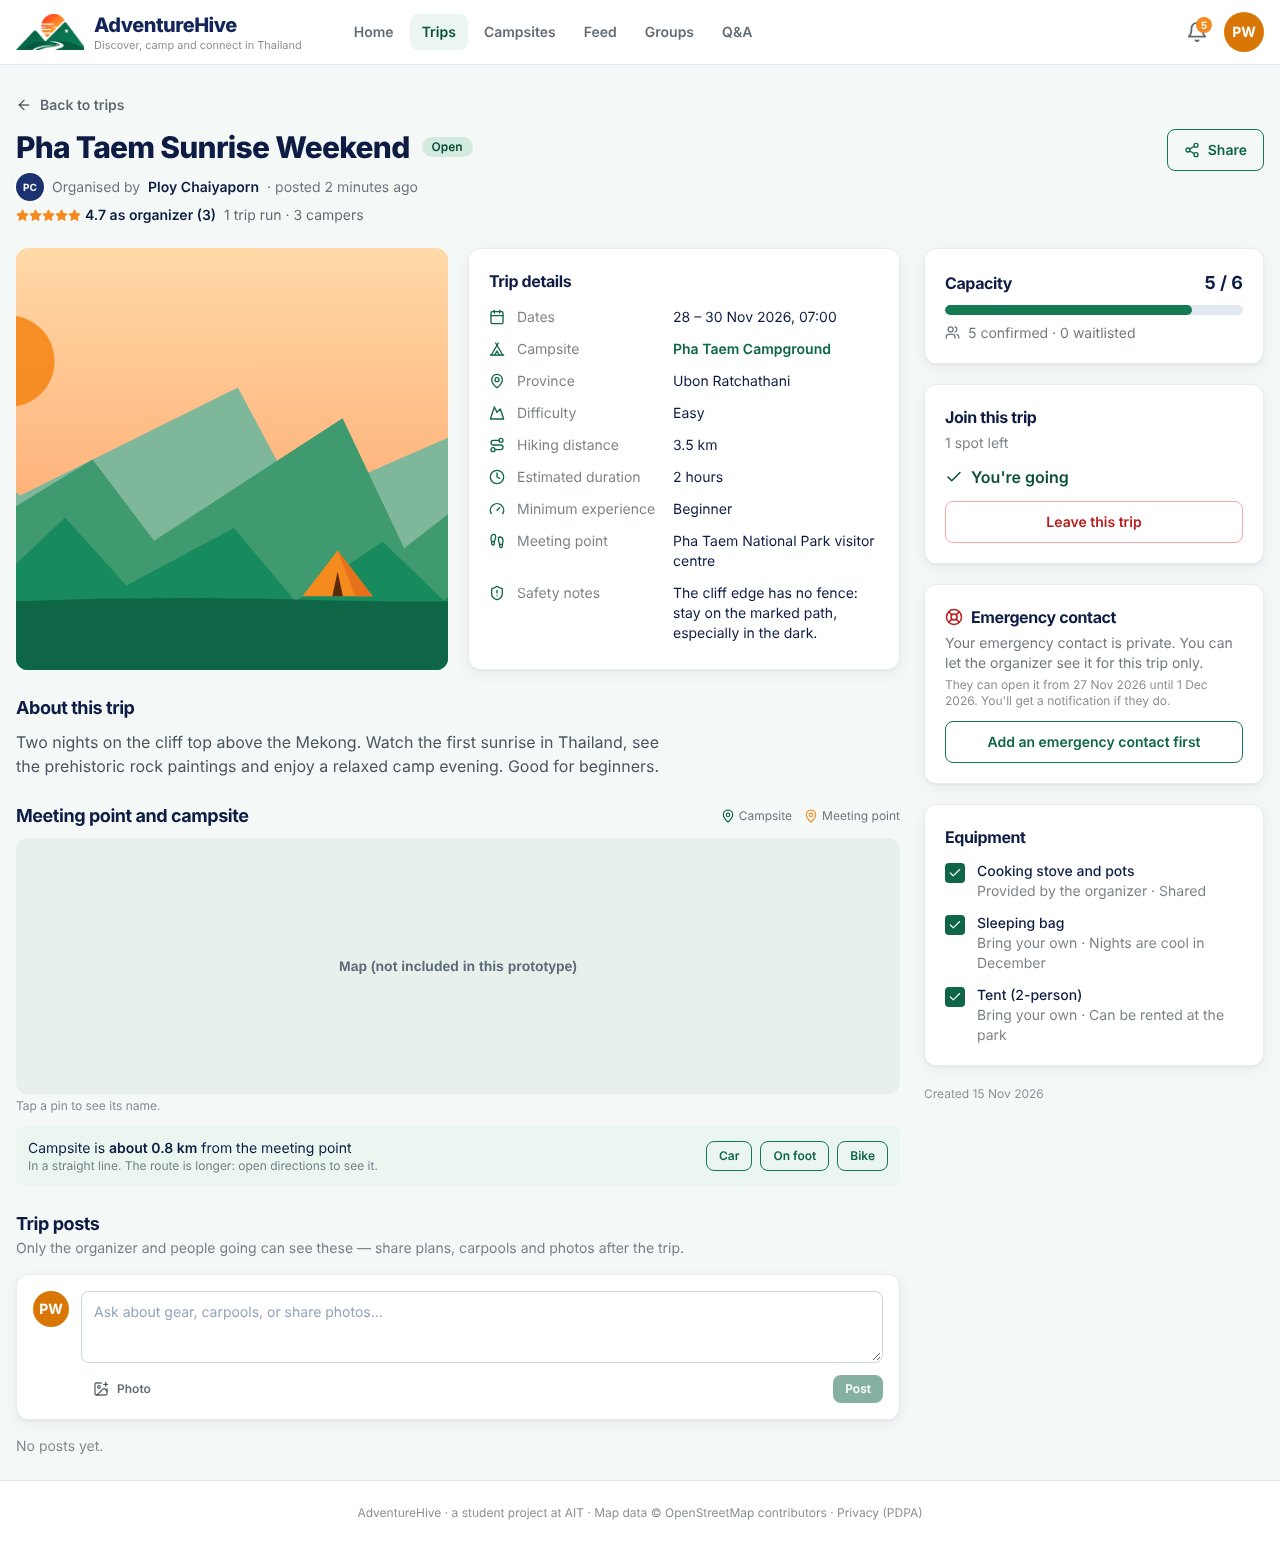 AdventureHive
Discover, camp and connect in Thailand
Home
Trips
Campsites
Feed
Groups
Q&A
5
PW
Back to trips
Pha Taem Sunrise Weekend
Open
Share
PC
Organised by Ploy Chaiyaporn · posted 2 minutes ago
4.7 as organizer (3) 1 trip run · 3 campers
Trip details
Dates
28 – 30 Nov 2026, 07:00
Campsite
Pha Taem Campground
Province
Ubon Ratchathani
Difficulty
Easy
Hiking distance
3.5 km
Estimated duration
2 hours
Minimum experience
Beginner
Meeting point
Pha Taem National Park visitor
centre
Safety notes
The cliff edge has no fence:
stay on the marked path,
especially in the dark.
About this trip
Two nights on the cliff top above the Mekong. Watch the first sunrise in Thailand, see
the prehistoric rock paintings and enjoy a relaxed camp evening. Good for beginners.
Meeting point and campsite
Campsite
Meeting point
Map (not included in this prototype)
Tap a pin to see its name.
Campsite is about 0.8 km from the meeting point
In a straight line. The route is longer: open directions to see it.
Car
On foot
Bike
Trip posts
Only the organizer and people going can see these — share plans, carpools and photos after the trip.
PW
Ask about gear, carpools, or share photos...
Photo
Post
No posts yet.
Capacity
5 / 6
5 confirmed · 0 waitlisted
Join this trip
1 spot left
You're going
Leave this trip
Emergency contact
Your emergency contact is private. You can
let the organizer see it for this trip only.
They can open it from 27 Nov 2026 until 1 Dec
2026. You'll get a notification if they do.
Add an emergency contact first
Equipment
Cooking stove and pots
Provided by the organizer · Shared
Sleeping bag
Bring your own · Nights are cool in
December
Tent (2-person)
Bring your own · Can be rented at the
park
Created 15 Nov 2026
AdventureHive · a student project at AIT · Map data © OpenStreetMap contributors · Privacy (PDPA)